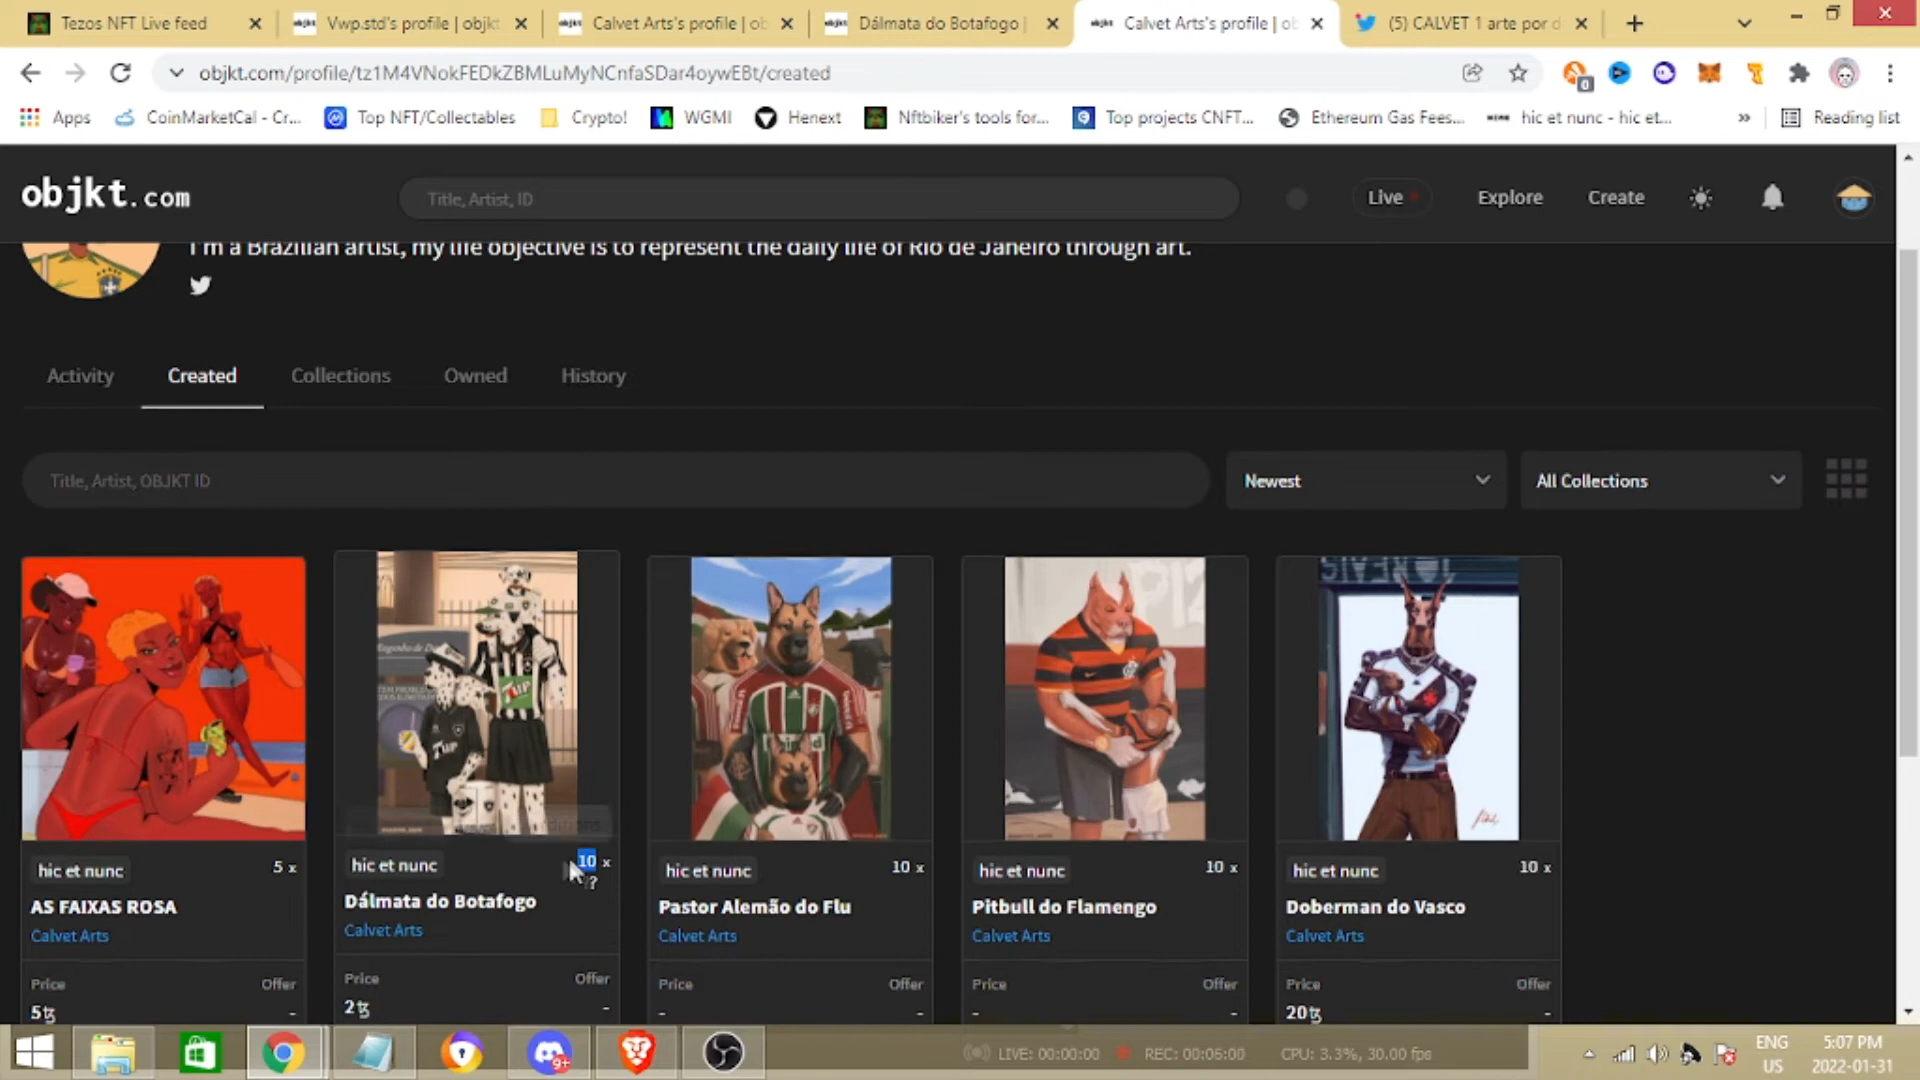 Tezos NFT Live feed
Vwp.std's profile | objkt
Calvet Arts's profile | ob
Dálmata do Botafogo |
Calvet Arts's profile | ob
(5) CALVET 1 arte por d
objkt.com/profile/tz1M4VNokFEDkZBMLuMyNCnfaSDar4oywEBt/created
0
Apps
CoinMarketCal - Cr...
Top NFT/Collectables
Crypto!
WGMI
Henext
Nftbiker's tools for...
Top projects CNFT...
Ethereum Gas Fees...
hic et nunc - hic et...
»
Reading list
objkt.com
Title, Artist, ID
Live
Explore
Create
I'm a Brazilian artist, my life objective is to represent the daily life of Rio de Janeiro through art.
Activity
Created
Collections
Owned
History
Title, Artist, OBJKT ID
Newest
All Collections
hic et nunc
5 x
AS FAIXAS ROSA
Calvet Arts
Price
Offer
5ꜩ
-
hic et nunc
10 x
Dálmata do Botafogo
Calvet Arts
Price
Offer
2ꜩ
-
hic et nunc
10 x
Pastor Alemão do Flu
Calvet Arts
Price
Offer
-
-
hic et nunc
10 x
Pitbull do Flamengo
Calvet Arts
Price
Offer
-
-
hic et nunc
10 x
Doberman do Vasco
Calvet Arts
Price
Offer
20ꜩ
-
9+
LIVE: 00:00:00
REC: 00:06:00
CPU: 3.3%, 30.00 fps
ENG
US
5:07 PM
2022-01-31